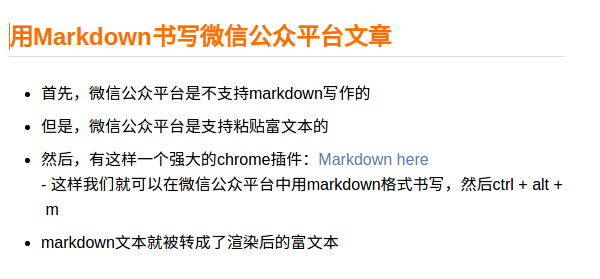 用Markdown书写微信公众平台文章
首先，微信公众平台是不支持markdown写作的
但是，微信公众平台是支持粘贴富文本的
然后，有这样一个强大的chrome插件：Markdown here
- 这样我们就可以在微信公众平台中用markdown格式书写，然后ctrl + alt +
m
markdown文本就被转成了渲染后的富文本